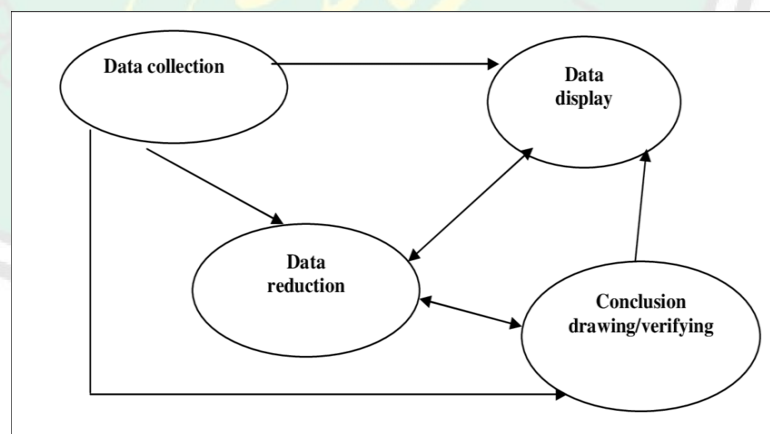 Data collection
Data
display
Data
reduction
Conclusion
drawing/verifying